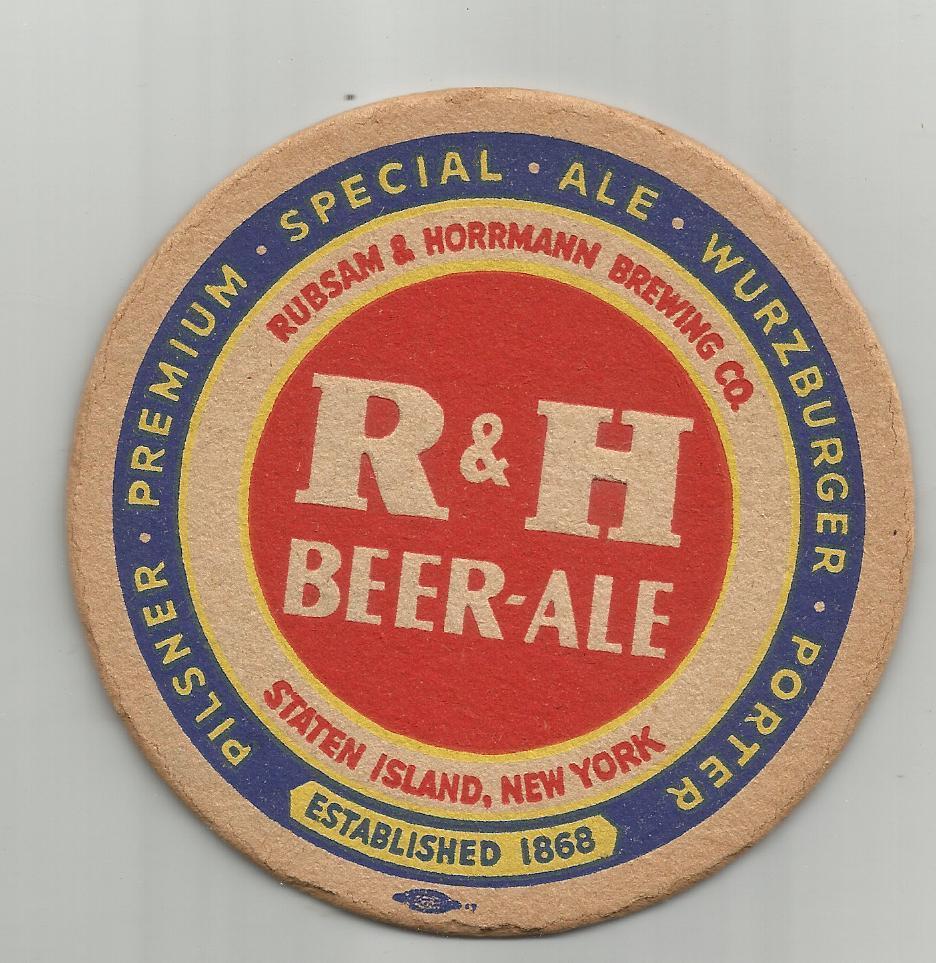 PILSNER · PREMIUM · SPECIAL · ALE · WURZBURGER · PORTER
RUBSAM & HORRMANN BREWING CO.
R & H
BEER-ALE
STATEN ISLAND, NEW YORK
ESTABLISHED 1868